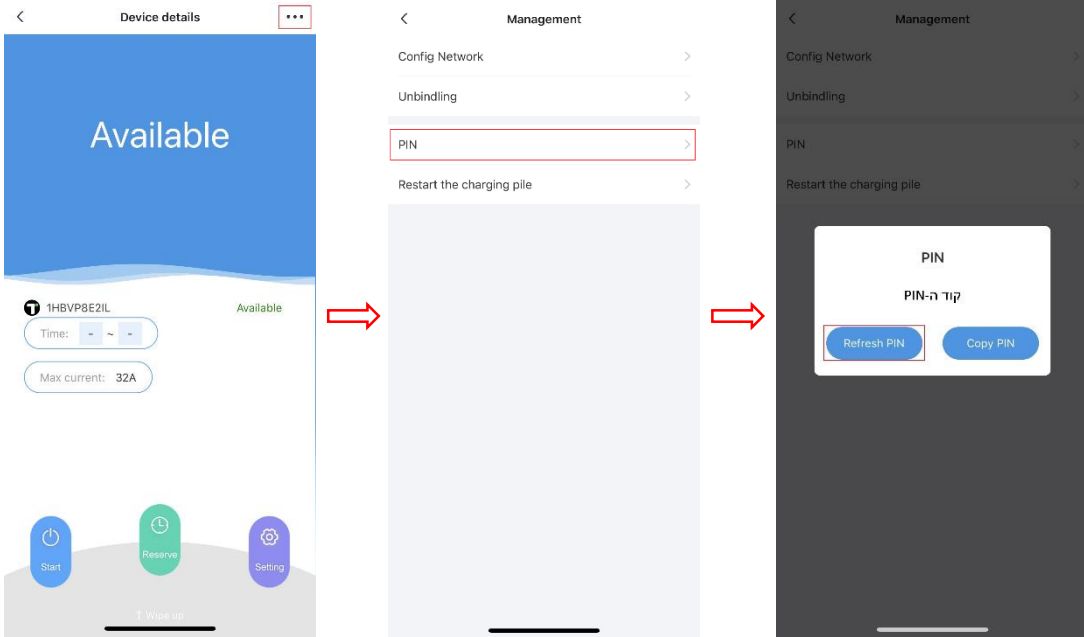 Device details
Available
1HBVP8E2IL
Available
Time: - ~ -
Max current: 32A
Start
Reserve
Setting
↑ Wipe up
Management
Config Network
Unbindling
PIN
Restart the charging pile
Management
Config Network
Unbindling
PIN
Restart the charging pile
PIN
קוד ה-PIN
Refresh PIN
Copy PIN